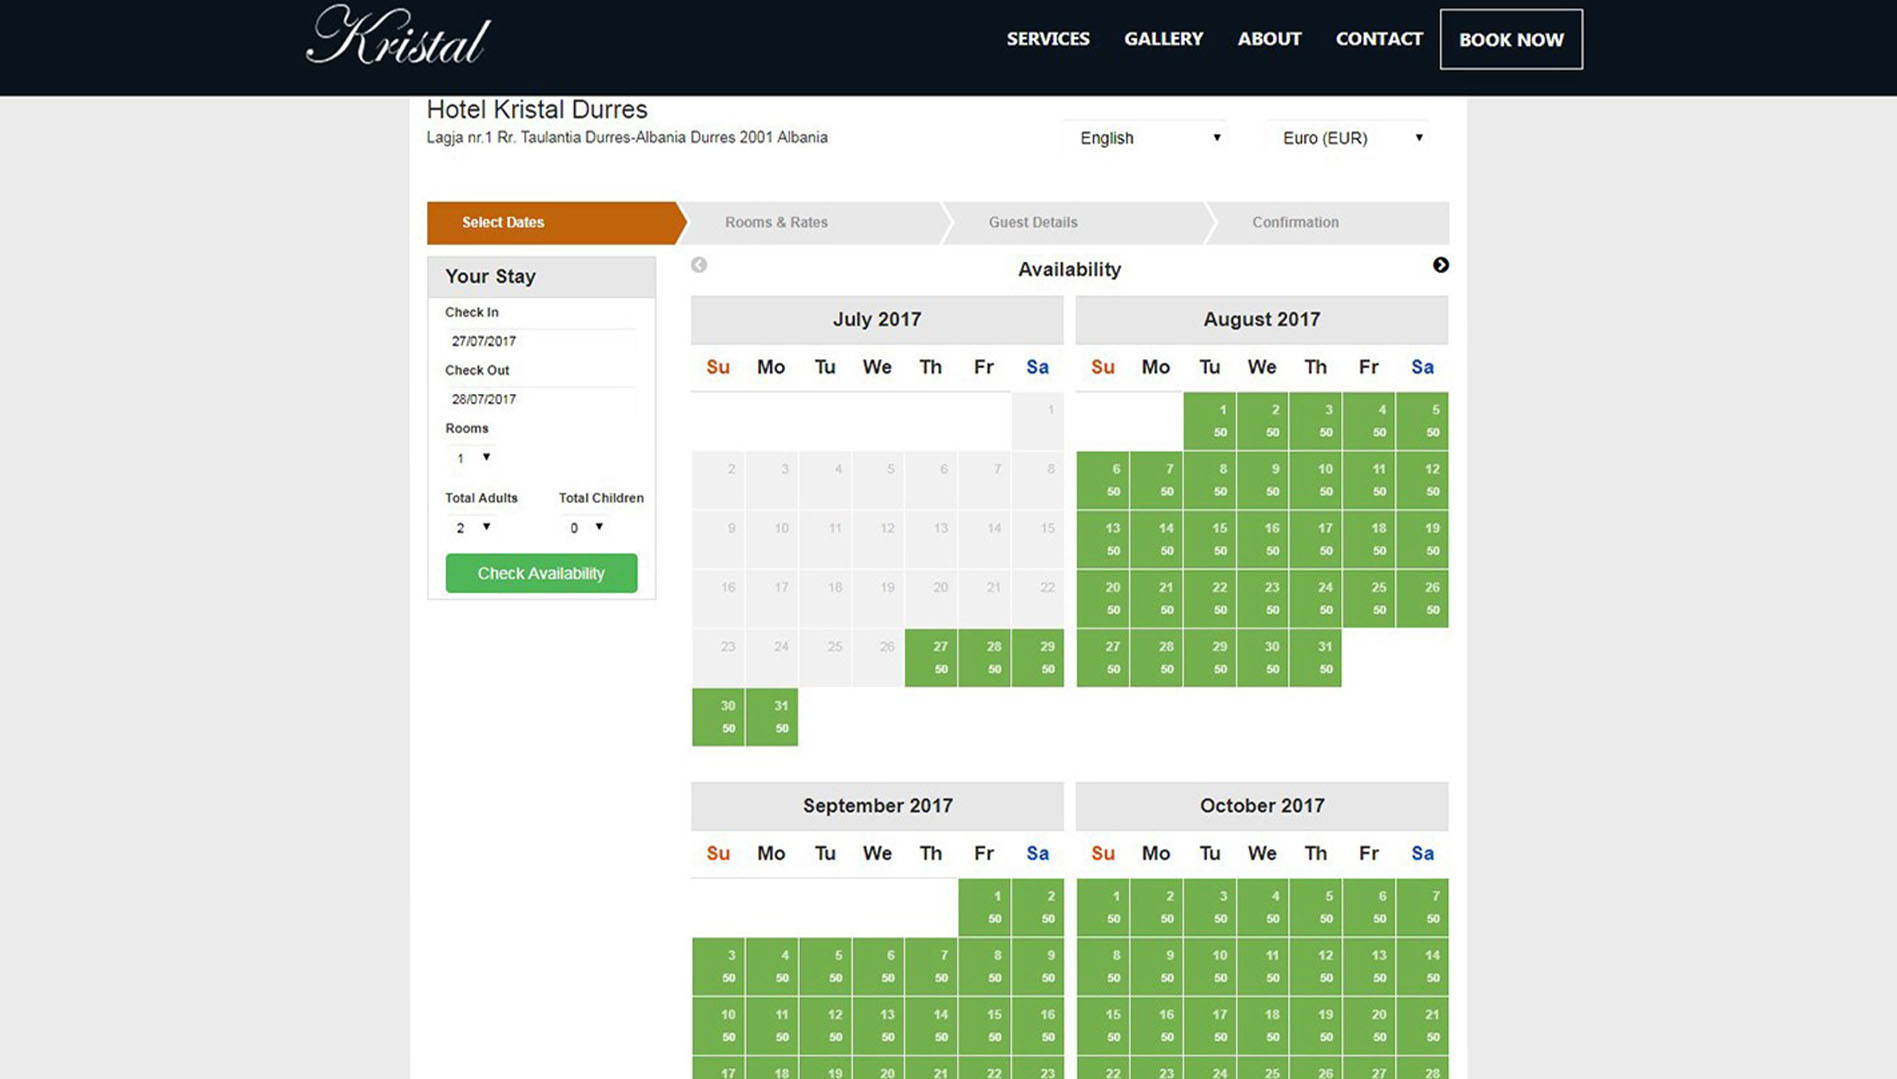 Kristal
SERVICES GALLERY ABOUT CONTACT BOOK NOW
Hotel Kristal Durres
Lagja nr.1 Rr. Taulantia Durres-Albania Durres 2001 Albania
English Euro (EUR)
Select Dates Rooms & Rates Guest Details Confirmation
Your Stay
Check In
27/07/2017
Check Out
28/07/2017
Rooms
1
Total Adults Total Children
2 0
Check Availability
Availability
July 2017
Su Mo Tu We Th Fr Sa
1
2 3 4 5 6 7 8
9 10 11 12 13 14 15
16 17 18 19 20 21 22
23 24 25 26 27 28 29
50 50 50
30 31
50 50
August 2017
Su Mo Tu We Th Fr Sa
1 2 3 4 5
50 50 50 50 50
6 7 8 9 10 11 12
50 50 50 50 50 50 50
13 14 15 16 17 18 19
50 50 50 50 50 50 50
20 21 22 23 24 25 26
50 50 50 50 50 50 50
27 28 29 30 31
50 50 50 50 50
September 2017
Su Mo Tu We Th Fr Sa
1 2
50 50
3 4 5 6 7 8 9
50 50 50 50 50 50 50
10 11 12 13 14 15 16
50 50 50 50 50 50 50
17 18 19 20 21 22 23
October 2017
Su Mo Tu We Th Fr Sa
1 2 3 4 5 6 7
50 50 50 50 50 50 50
8 9 10 11 12 13 14
50 50 50 50 50 50 50
15 16 17 18 19 20 21
50 50 50 50 50 50 50
22 23 24 25 26 27 28